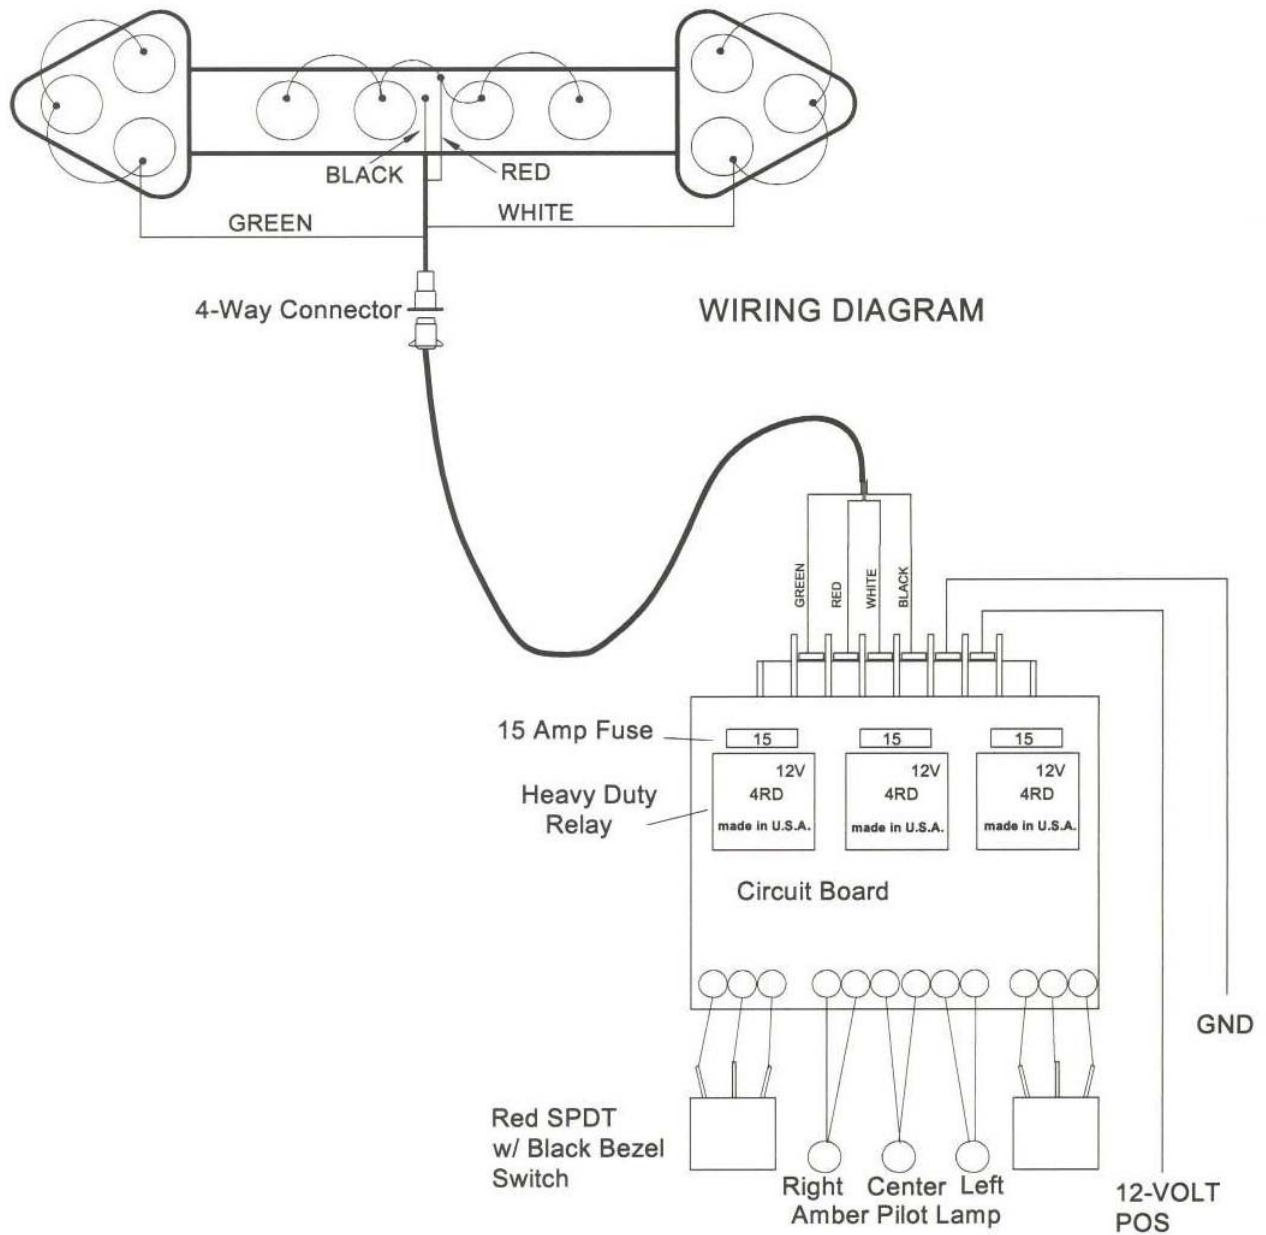 BLACK
RED
GREEN
WHITE
4-Way Connector
WIRING DIAGRAM
GREEN
RED
WHITE
BLACK
15 Amp Fuse
15
15
15
Heavy Duty
Relay
12V
4RD
made in U.S.A.
12V
4RD
made in U.S.A.
12V
4RD
made in U.S.A.
Circuit Board
GND
Red SPDT
w/ Black Bezel
Switch
Right Center Left
Amber Pilot Lamp
12-VOLT
POS